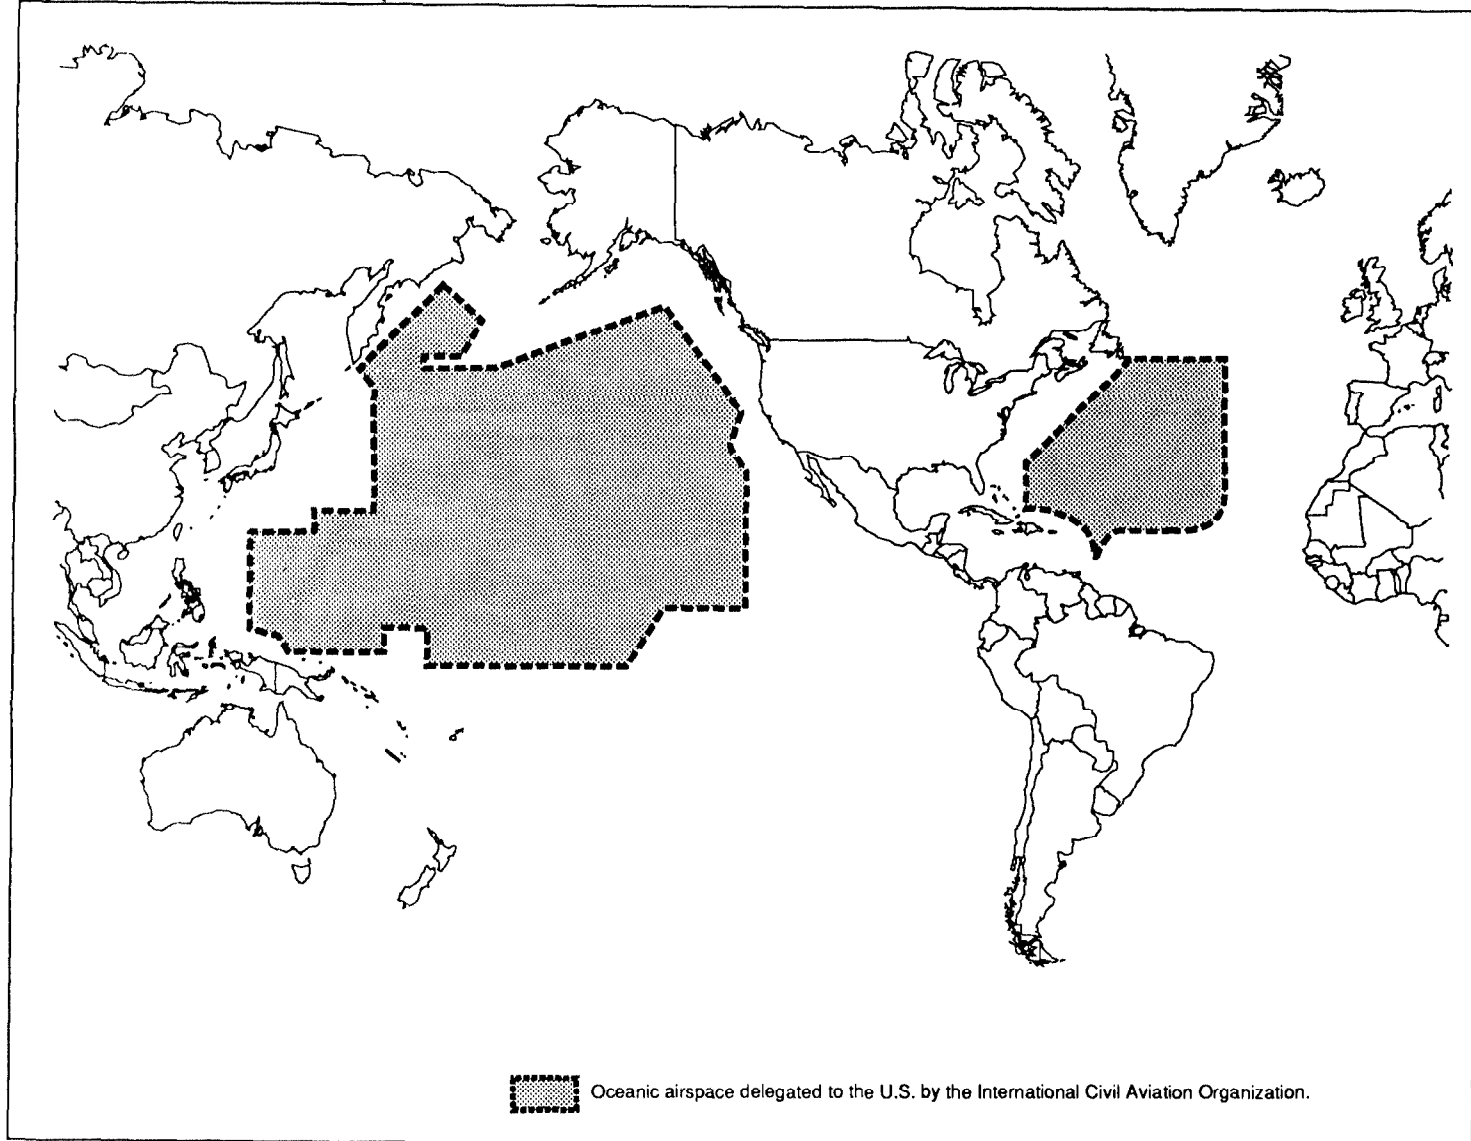 Oceanic airspace delegated to the U.S. by the International Civil Aviation Organization.